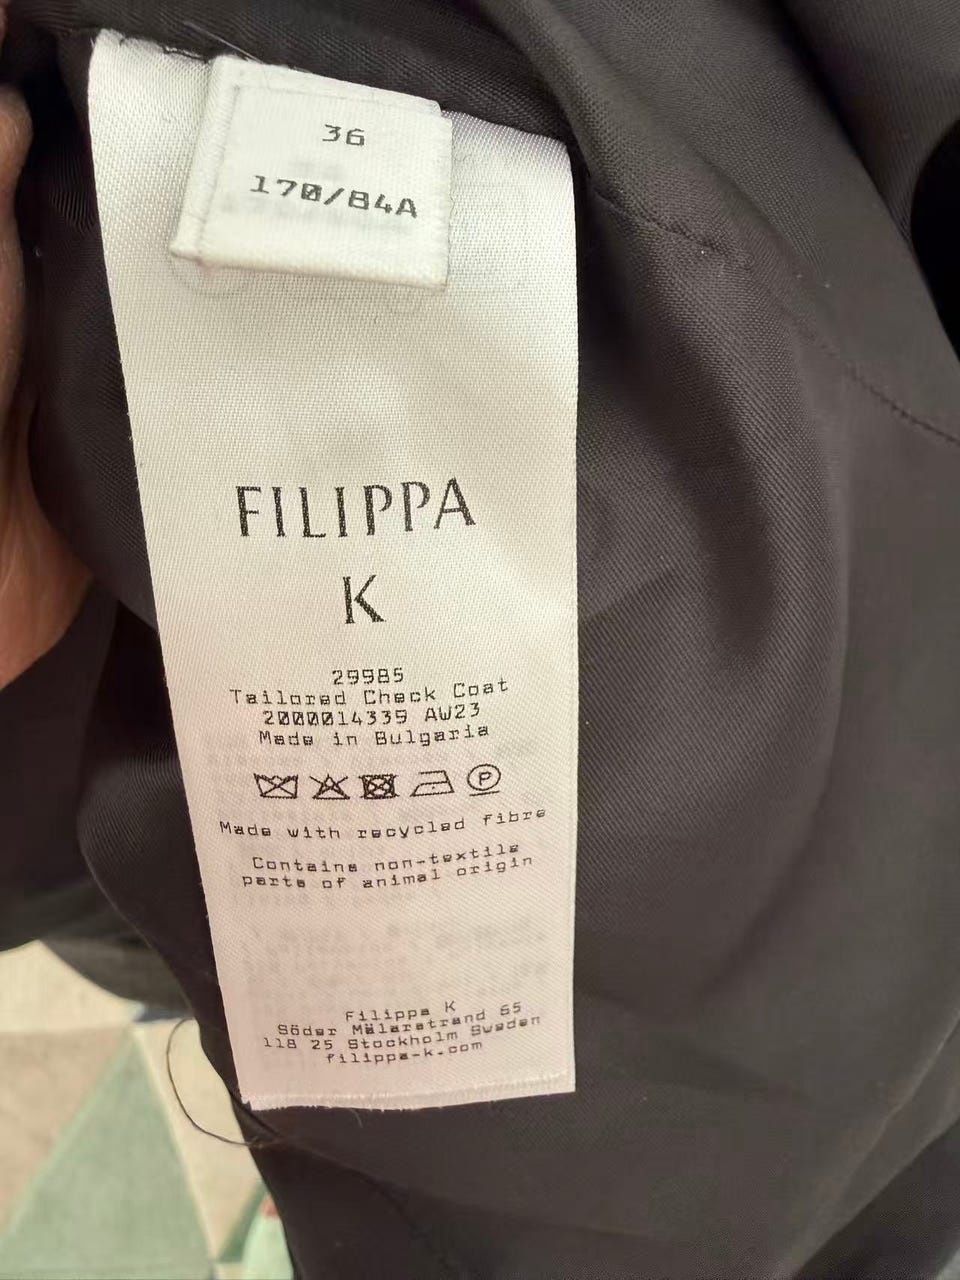 36
170/84A
FILIPPA
K
29985
Tailored Check Coat
2000014339 AW23
Made in Bulgaria
P
Made with recycled fibre
Contains non-textile
parts of animal origin
Filippa K
Söder Mälarstrand 65
118 25 Stockholm Sweden
filippa-k.com